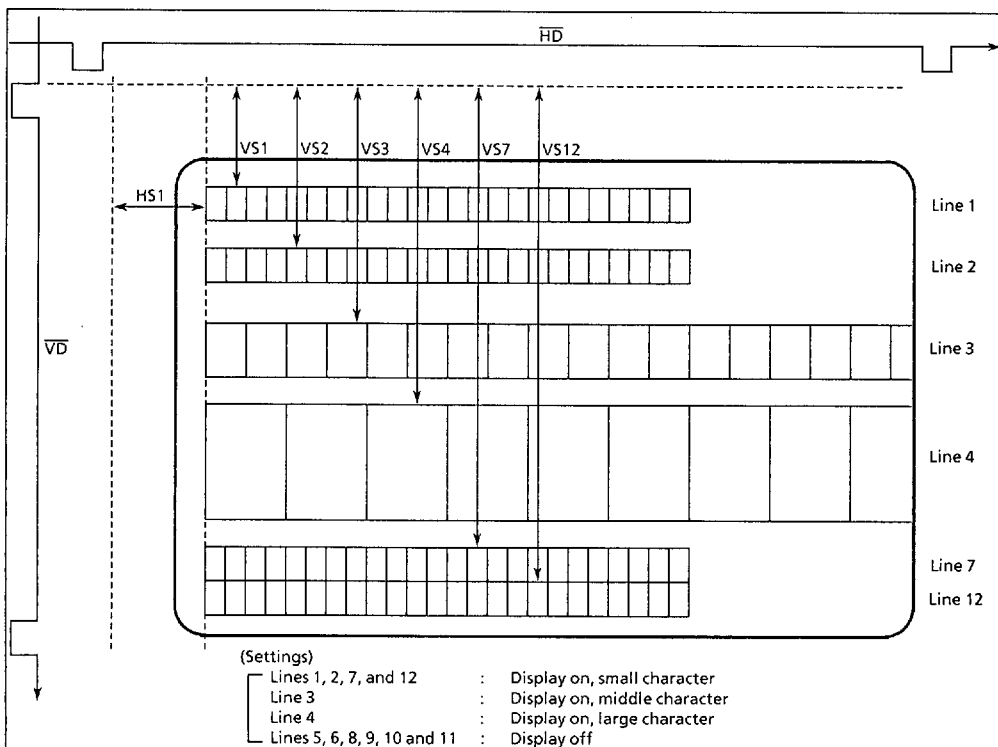 H̅D̅
VS1 VS2 VS3 VS4 VS7 VS12
HS1
Line 1
Line 2
V̅D̅
Line 3
Line 4
Line 7
Line 12
(Settings)
Lines 1, 2, 7, and 12 : Display on, small character
Line 3 : Display on, middle character
Line 4 : Display on, large character
Lines 5, 6, 8, 9, 10 and 11 : Display off